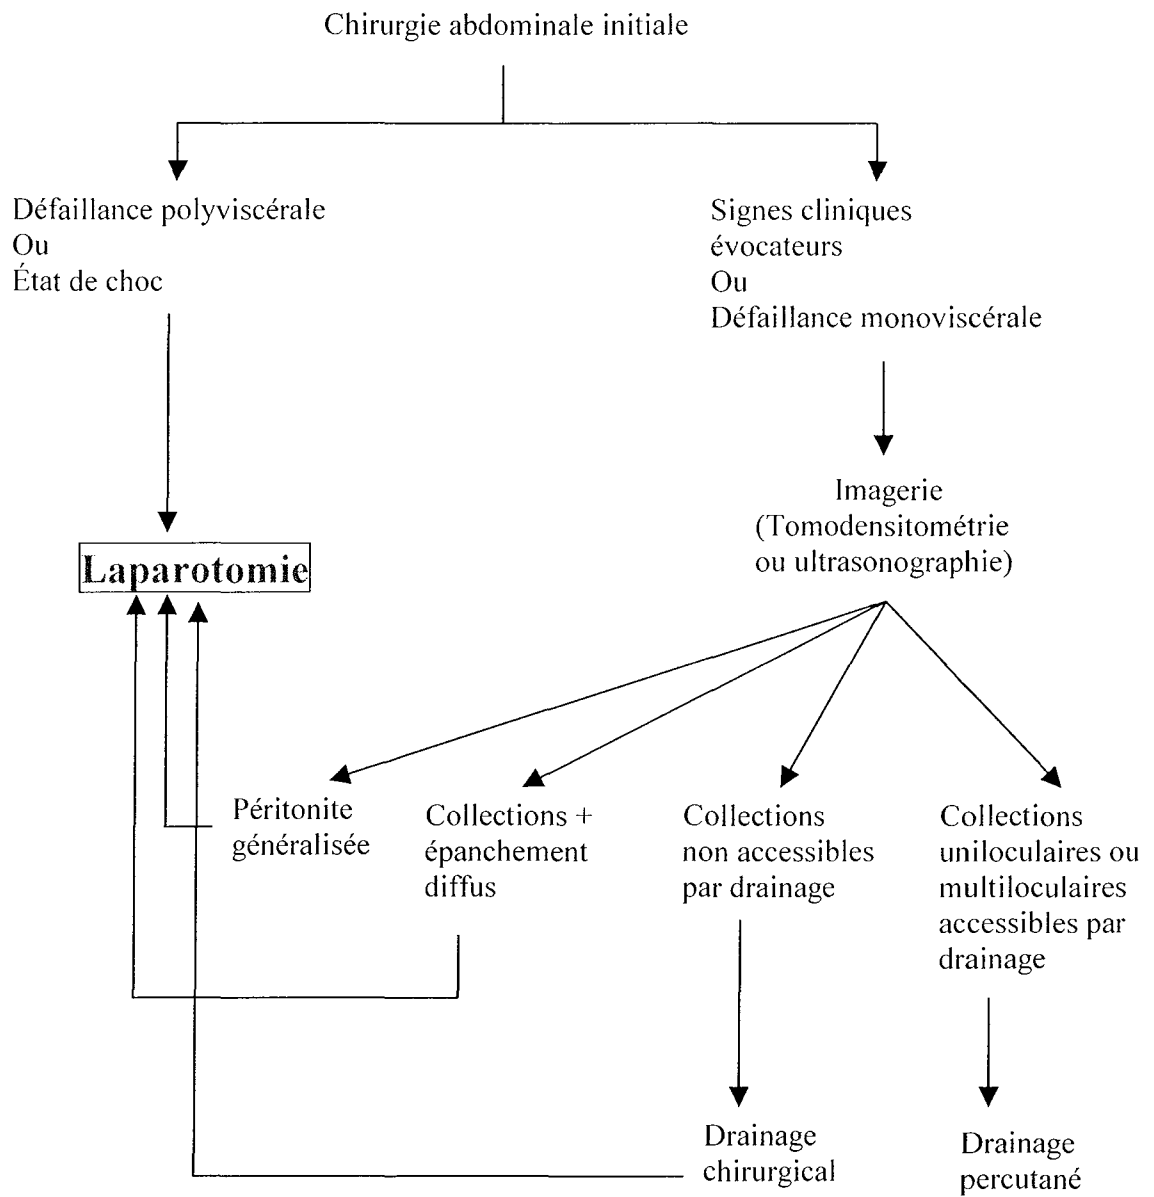 Chirurgie abdominale initiale
Défaillance polyviscérale
Ou
État de choc
Signes cliniques
évocateurs
Ou
Défaillance monoviscérale
Imagerie
(Tomodensitométrie
ou ultrasonographie)
Laparotomie
Péritonite
généralisée
Collections +
épanchement
diffus
Collections
non accessibles
par drainage
Collections
uniloculaires ou
multiloculaires
accessibles par
drainage
Drainage
chirurgical
Drainage
percutané